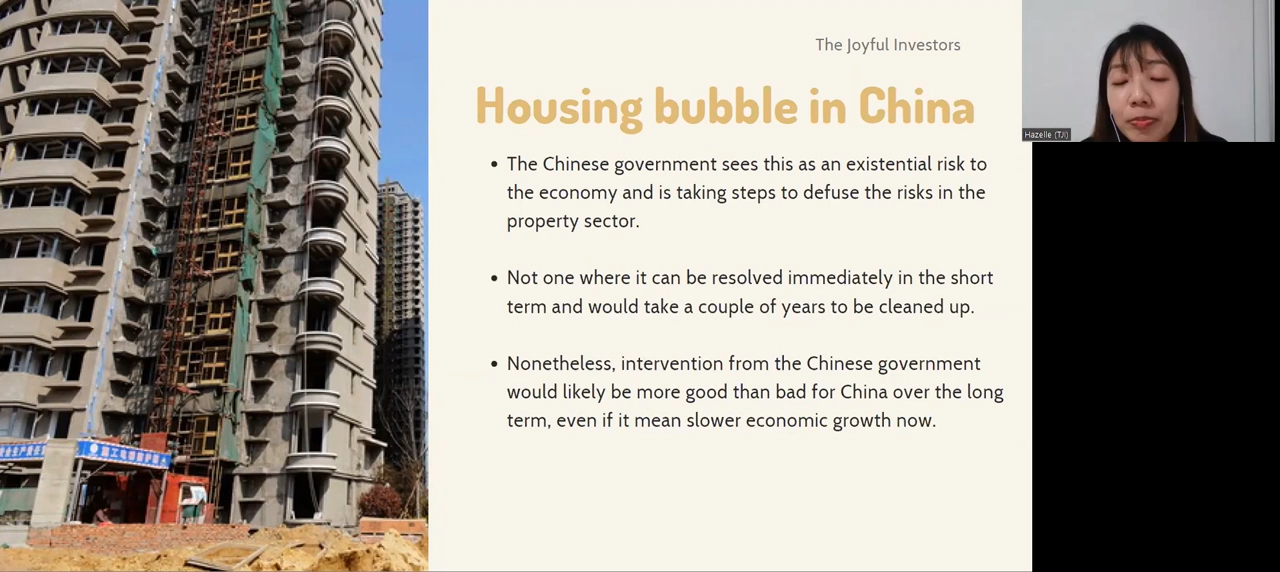 The Joyful Investors
Housing bubble in China
• The Chinese government sees this as an existential risk to
the economy and is taking steps to defuse the risks in the
property sector.
• Not one where it can be resolved immediately in the short
term and would take a couple of years to be cleaned up.
• Nonetheless, intervention from the Chinese government
would likely be more good than bad for China over the long
term, even if it mean slower economic growth now.
Hazelle (TJI)